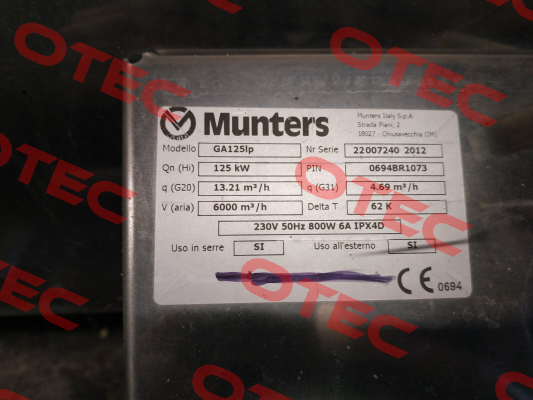 OTEC
OTEC
OTEC
Munters
Munters Italy S.p.A
Strada Piani, 2
18027 - Chiusavecchia (IM)
Modello GA125lp Nr Serie 22007240 2012
Qn (Hi) 125 kW PIN 0694BR1073
q (G20) 13.21 m³/h q (G31) 4.69 m³/h
V (aria) 6000 m³/h Delta T 62 K
230V 50Hz 800W 6A IPX4D
Uso in serre SI Uso all'esterno SI
CE 0694
OTEC
OTEC
OTEC